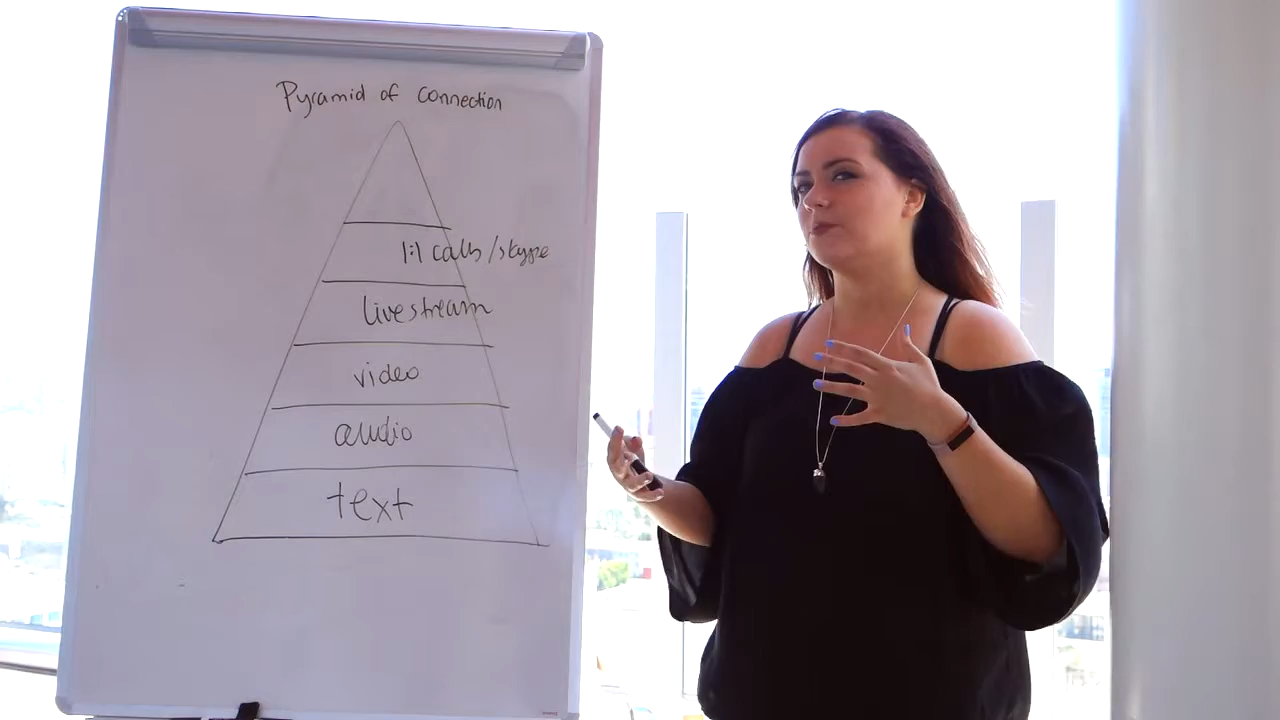 Pyramid of connection
1:1 calls/skype
livestream
video
audio
text